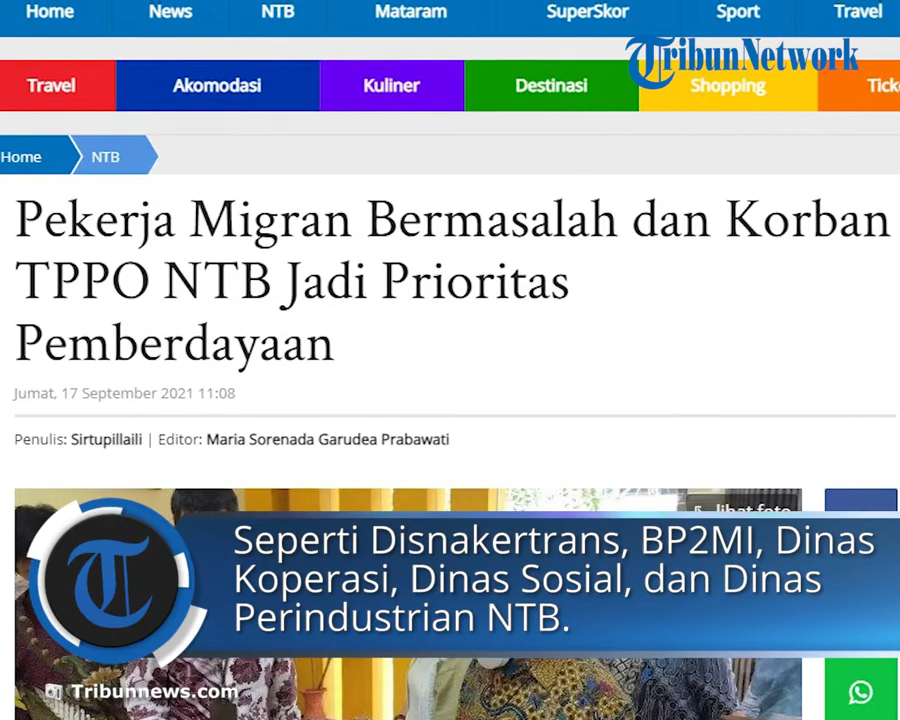 Home News NTB Mataram SuperSkor Sport Travel
TribunNetwork
Travel Akomodasi Kuliner Destinasi Shopping
Home NTB
Pekerja Migran Bermasalah dan Korban
TPPO NTB Jadi Prioritas
Pemberdayaan
Jumat, 17 September 2021 11:08
Penulis: Sirtupillaili | Editor: Maria Sorenada Garudea Prabawati
lihat foto
Seperti Disnakertrans, BP2MI, Dinas
Koperasi, Dinas Sosial, dan Dinas
Perindustrian NTB.
T
Tribunnews.com